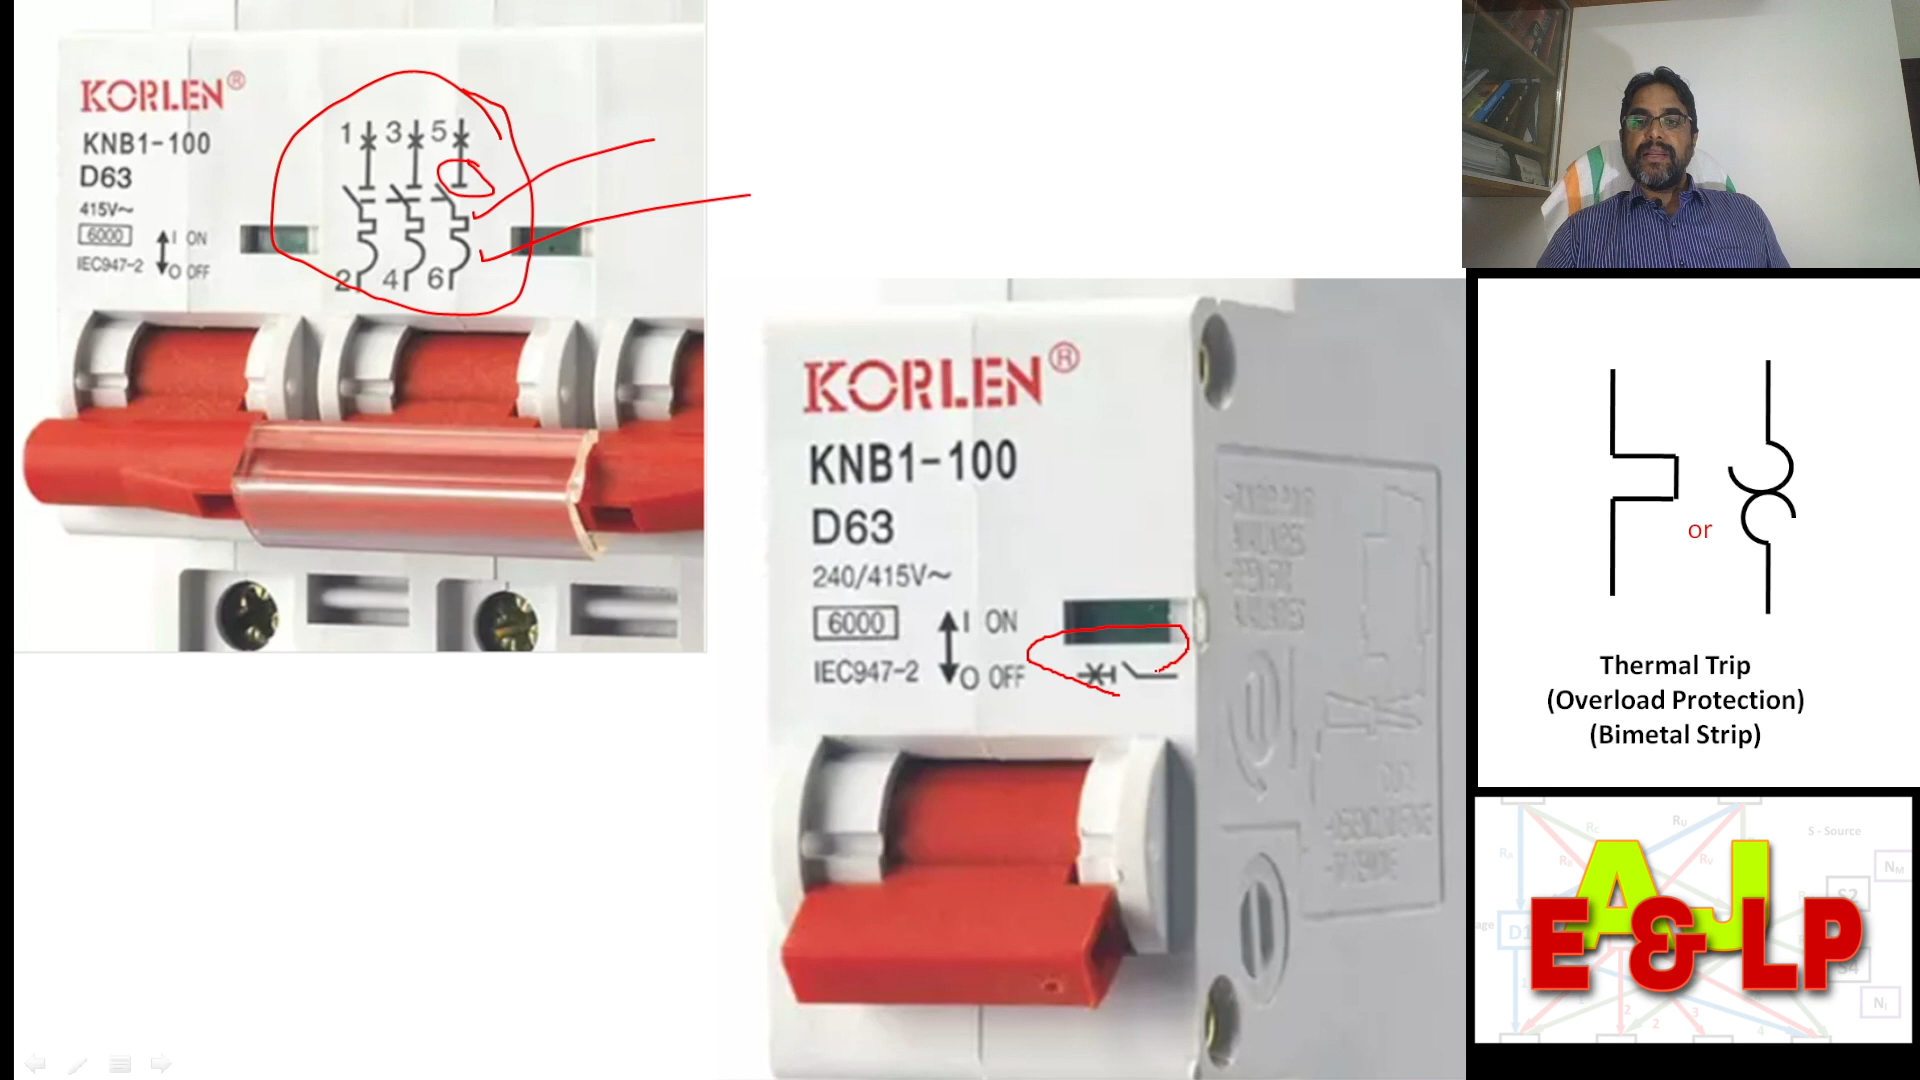 KORLEN®
KNB1-100
D63
415V~
6000
I ON
IEC947-2
O OFF
1 3 5
2 4 6
KORLEN®
KNB1-100
D63
240/415V~
6000
I ON
IEC947-2
O OFF
or
Thermal Trip
(Overload Protection)
(Bimetal Strip)
AJ
E & LP
S - Source